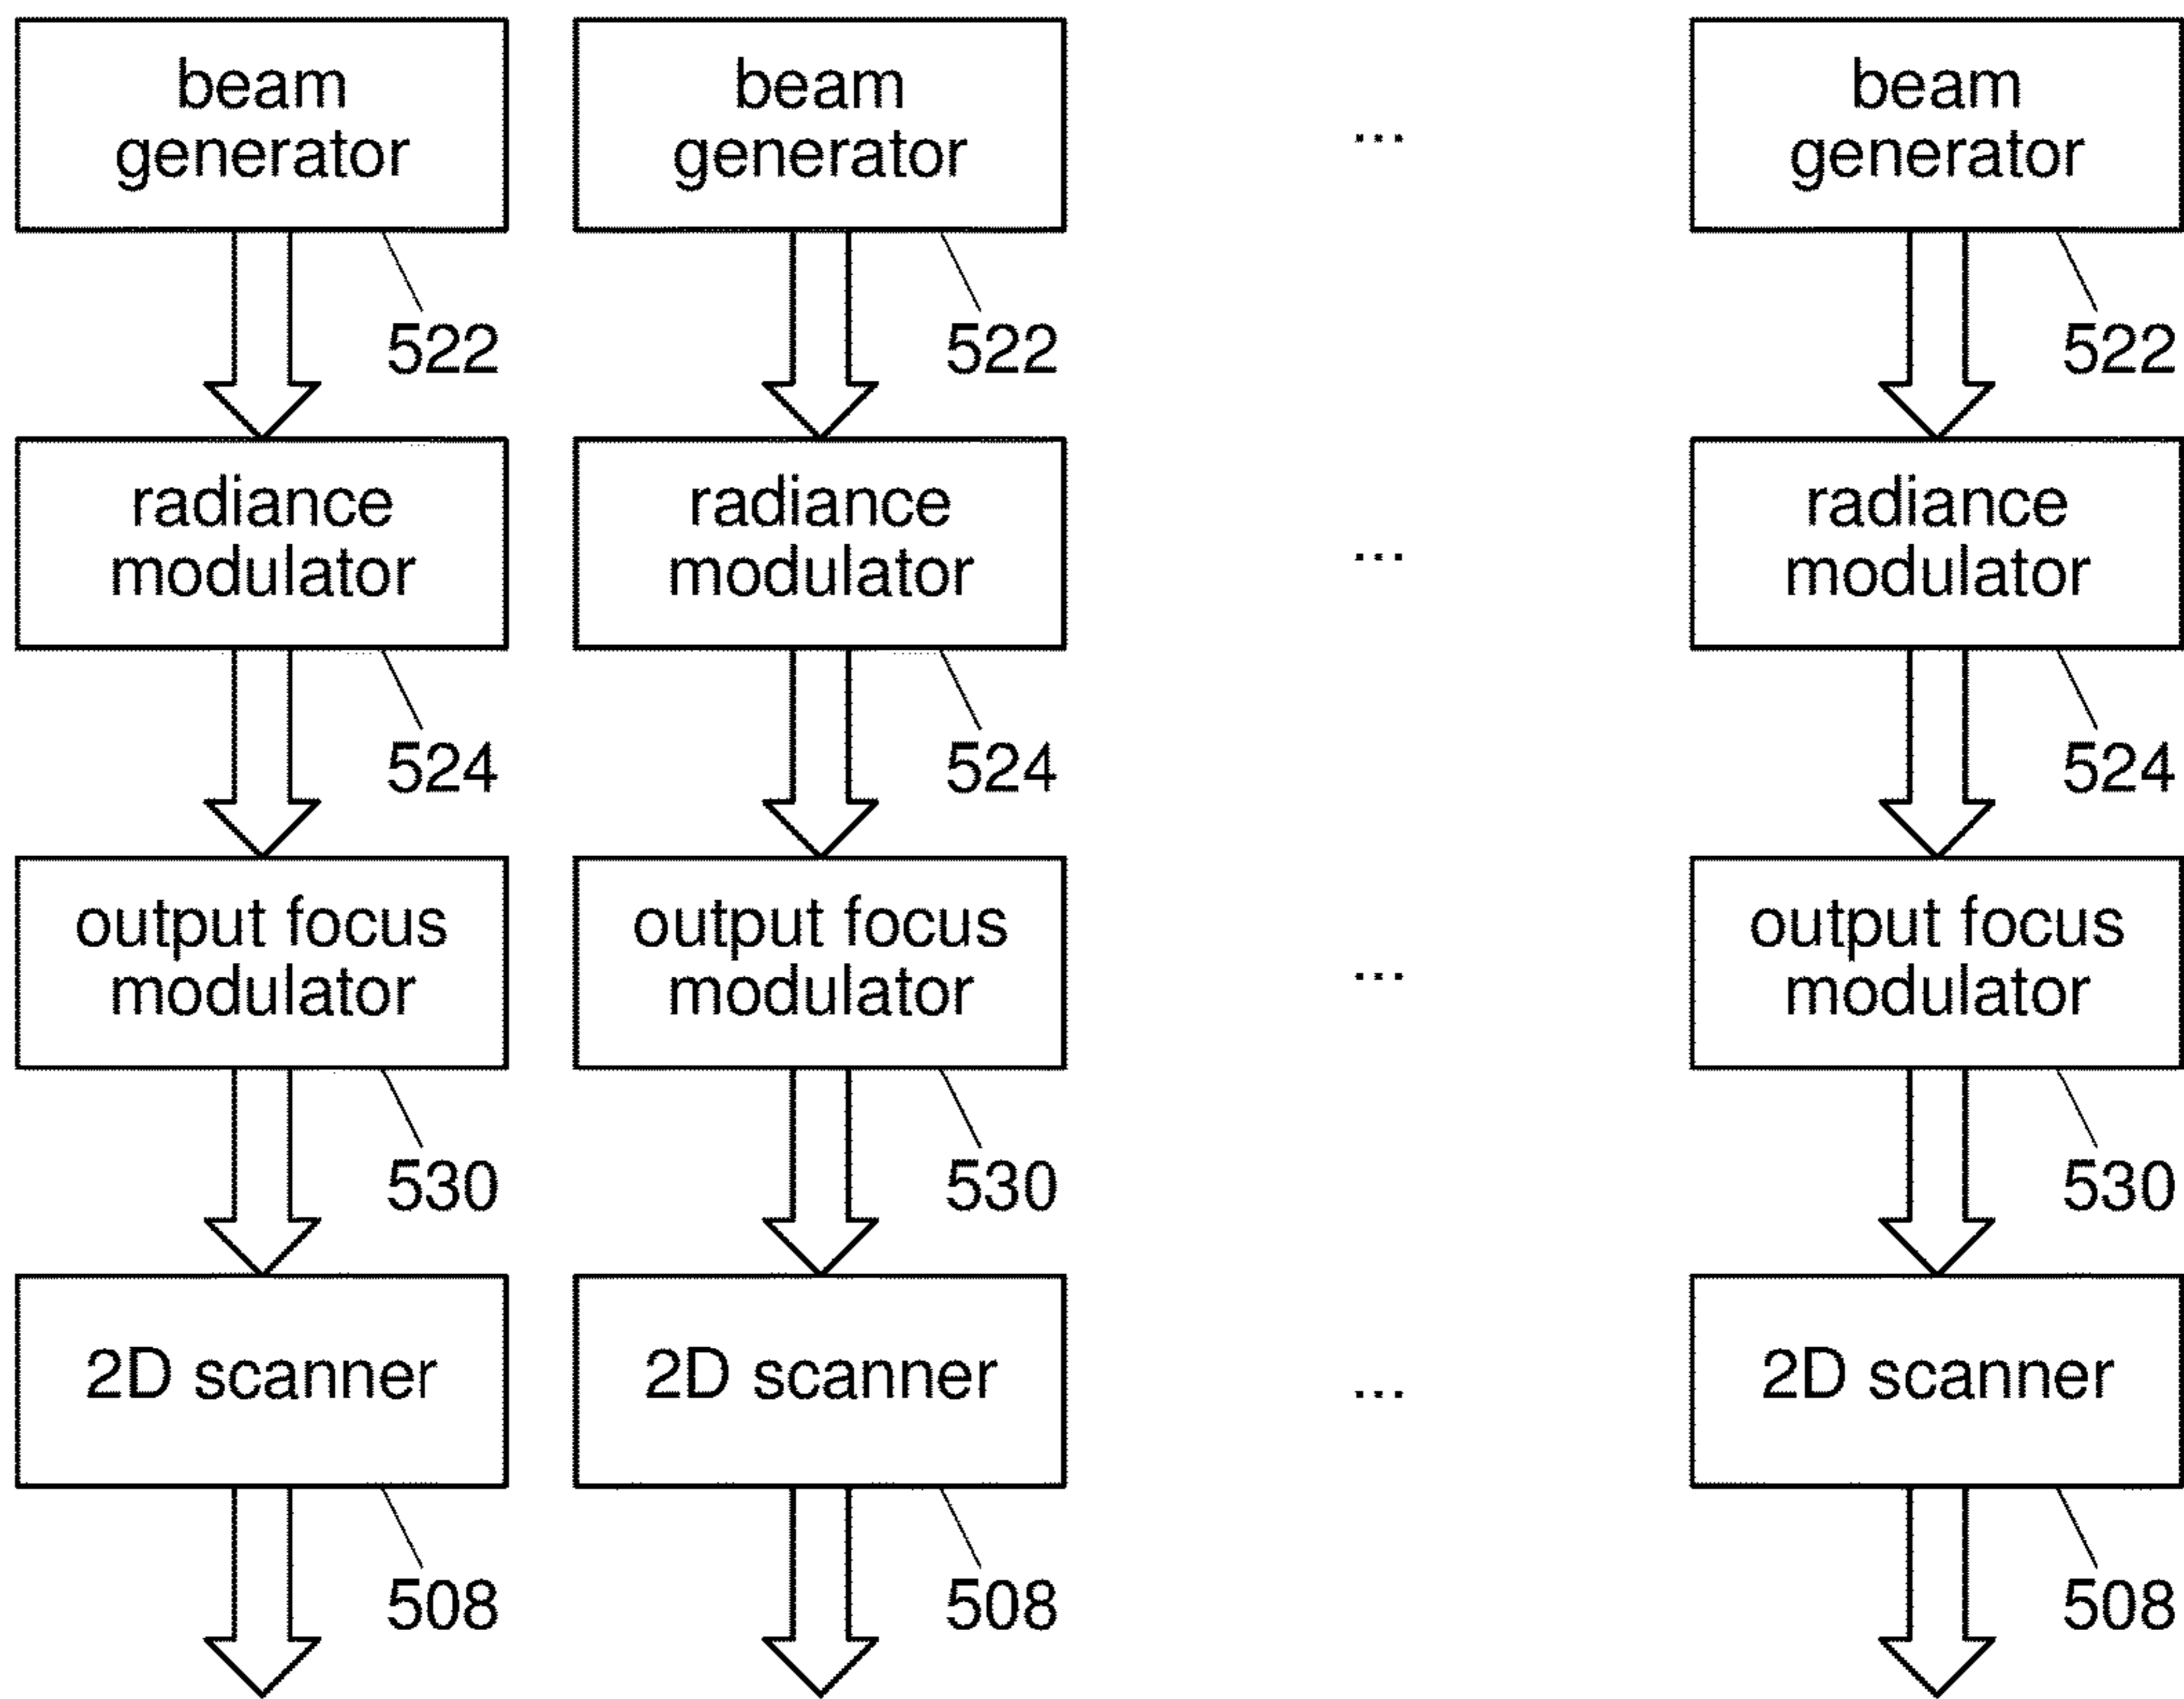 beam beam beam
generator generator ... generator
522 522 522
radiance radiance radiance
modulator modulator ... modulator
524 524 524
output focus output focus output focus
modulator modulator ... modulator
530 530 530
2D scanner 2D scanner ... 2D scanner
508 508 508